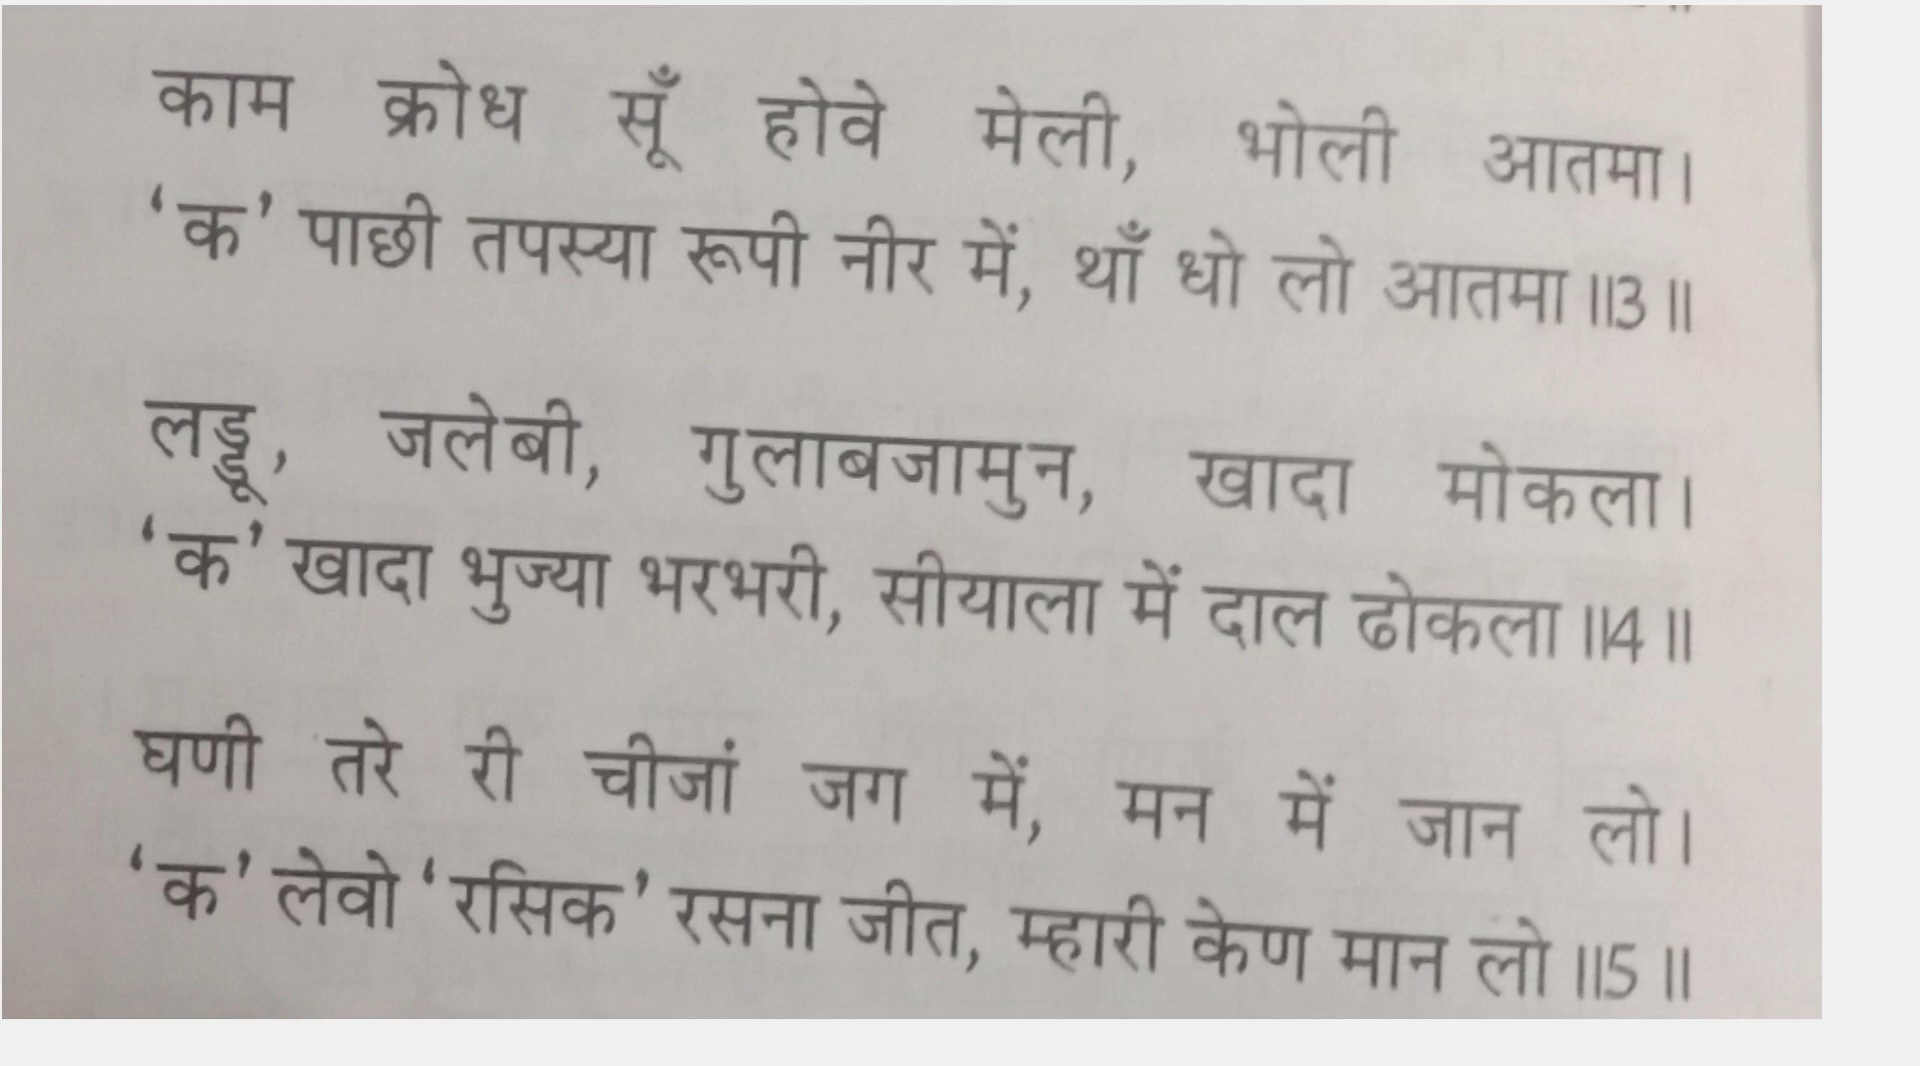 काम क्रोध सूँ होवे मेली, भोली आतमा।
‘क’ पाछी तपस्या रूपी नीर में, थाँ धो लो आतमा॥3॥
लड्डू, जलेबी, गुलाबजामुन, खादा मोकला।
‘क’ खादा भुज्या भरभरी, सीयाला में दाल ढोकला॥4॥
घणी तरे री चीजां जग में, मन में जान लो।
‘क’ लेवो ‘रसिक’ रसना जीत, म्हारी केण मान लो॥5॥